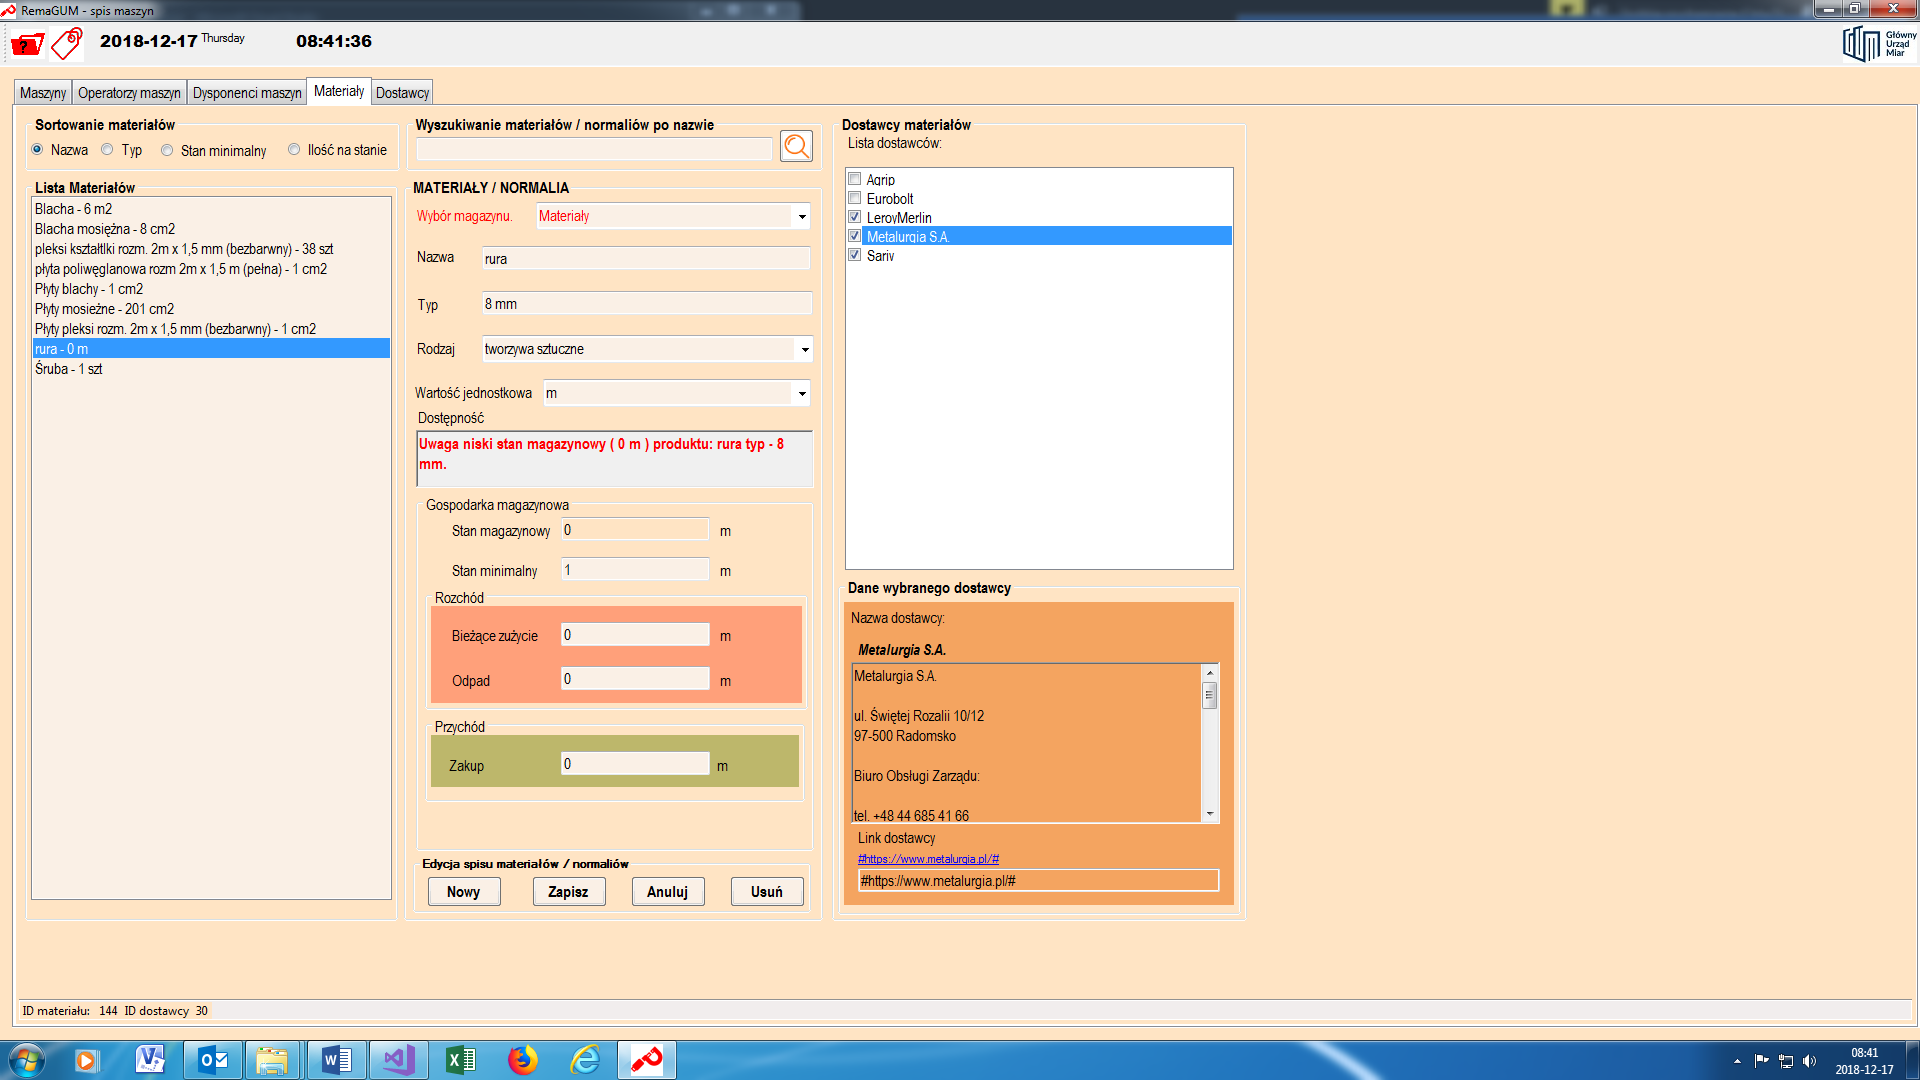 RemaGUM - spis maszyn
2018-12-17 Thursday 08:41:36
Główny
Urząd
Miar
Maszyny Operatorzy maszyn Dysponenci maszyn Materiały Dostawcy
Sortowanie materiałów
Nazwa Typ Stan minimalny Ilość na stanie
Lista Materiałów
Blacha - 6 m2
Blacha mosiężna - 8 cm2
pleksi kształtlki rozm. 2m x 1,5 mm (bezbarwny) - 38 szt
płyta poliwęglanowa rozm 2m x 1,5 m (pełna) - 1 cm2
Płyty blachy - 1 cm2
Płyty mosieżne - 201 cm2
Płyty pleksi rozm. 2m x 1,5 mm (bezbarwny) - 1 cm2
rura - 0 m
Śruba - 1 szt
Wyszukiwanie materiałów / normaliów po nazwie
MATERIAŁY / NORMALIA
Wybór magazynu. Materiały
Nazwa rura
Typ 8 mm
Rodzaj tworzywa sztuczne
Wartość jednostkowa m
Dostępność
Uwaga niski stan magazynowy ( 0 m ) produktu: rura typ - 8
mm.
Gospodarka magazynowa
Stan magazynowy 0 m
Stan minimalny 1 m
Rozchód
Bieżące zużycie 0 m
Odpad 0 m
Przychód
Zakup 0 m
Edycja spisu materiałów / normaliów
Nowy Zapisz Anuluj Usuń
Dostawcy materiałów
Lista dostawców:
Agrip
Eurobolt
LeroyMerlin
Metalurgia S.A.
Sariv
Dane wybranego dostawcy
Nazwa dostawcy:
Metalurgia S.A.
Metalurgia S.A.
ul. Świętej Rozalii 10/12
97-500 Radomsko
Biuro Obsługi Zarządu:
tel. +48 44 685 41 66
Link dostawcy
#https://www.metalurgia.pl/#
#https://www.metalurgia.pl/#
ID materiału: 144 ID dostawcy 30
08:41
2018-12-17